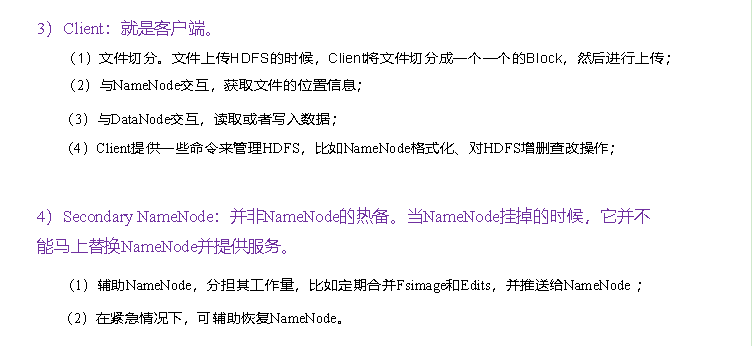 3）Client：就是客户端。
（1）文件切分。文件上传HDFS的时候，Client将文件切分成一个一个的Block，然后进行上传；
（2）与NameNode交互，获取文件的位置信息；
（3）与DataNode交互，读取或者写入数据；
（4）Client提供一些命令来管理HDFS，比如NameNode格式化、对HDFS增删查改操作；
4）Secondary NameNode：并非NameNode的热备。当NameNode挂掉的时候，它并不
能马上替换NameNode并提供服务。
（1）辅助NameNode，分担其工作量，比如定期合并Fsimage和Edits，并推送给NameNode ；
（2）在紧急情况下，可辅助恢复NameNode。